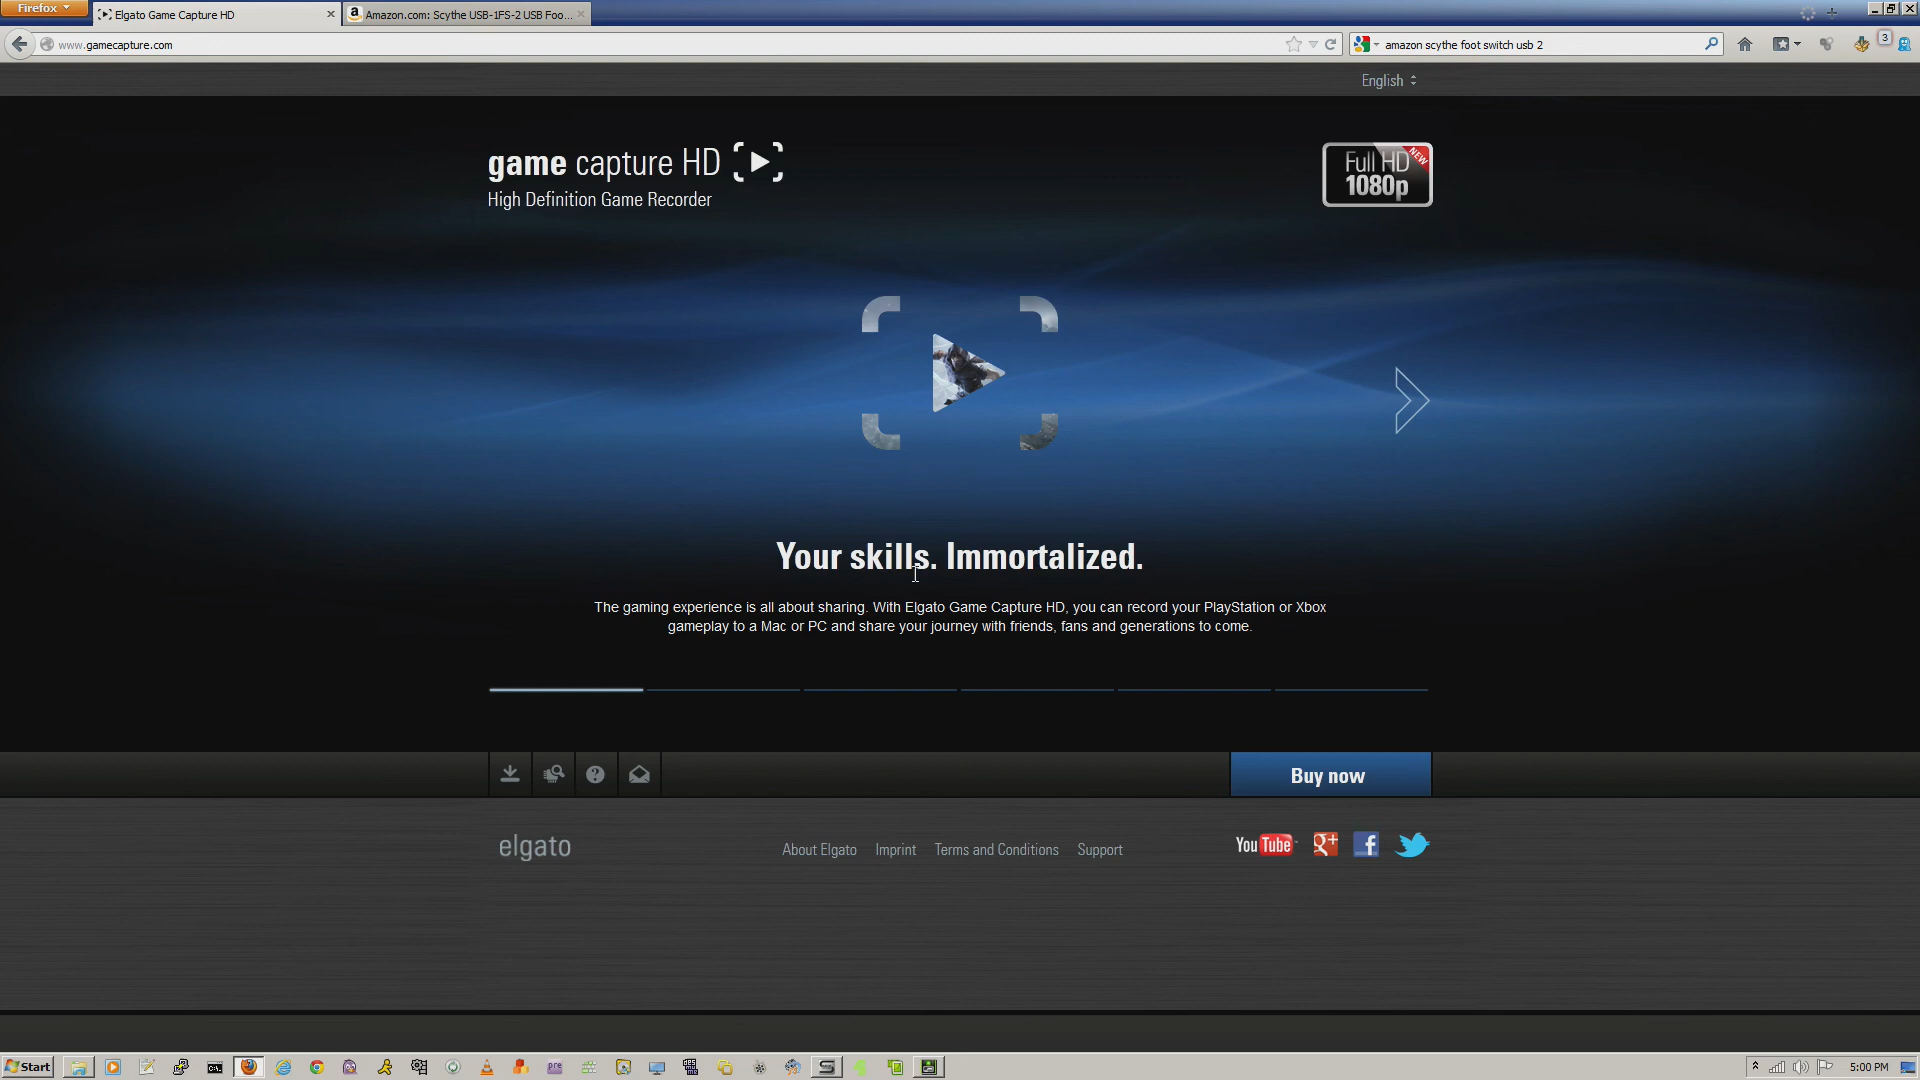 Firefox
Elgato Game Capture HD
Amazon.com: Scythe USB-1FS-2 USB Foo...
www.gamecapture.com
amazon scythe foot switch usb 2
3
English
game capture HD
High Definition Game Recorder
Full HD
NEW
1080p
Your skills. Immortalized.
The gaming experience is all about sharing. With Elgato Game Capture HD, you can record your PlayStation or Xbox
gameplay to a Mac or PC and share your journey with friends, fans and generations to come.
Buy now
elgato
About Elgato Imprint Terms and Conditions Support
YouTube
g+
f
Start
pre
5:00 PM